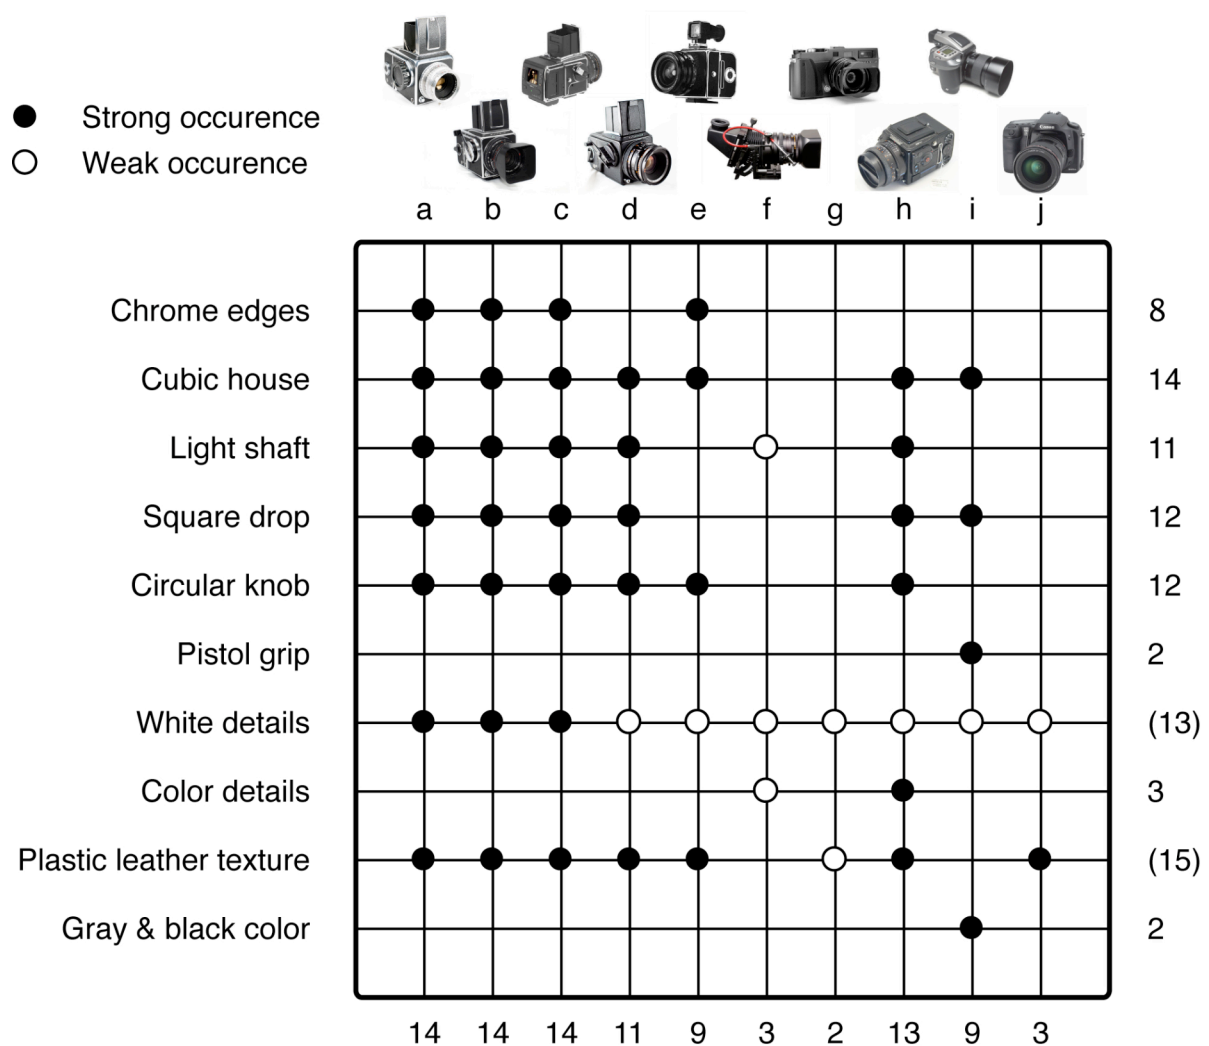 Strong occurence
Weak occurence
Canon
a b c d e f g h i j
Chrome edges 8
Cubic house 14
Light shaft 11
Square drop 12
Circular knob 12
Pistol grip 2
White details (13)
Color details 3
Plastic leather texture (15)
Gray & black color 2
14 14 14 11 9 3 2 13 9 3